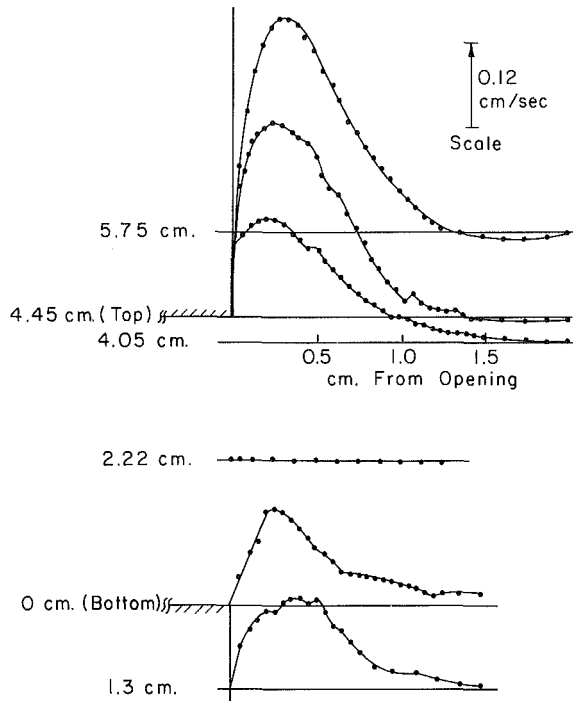 0.12
cm/sec
Scale
5.75 cm.
4.45 cm. (Top)
4.05 cm.
0.5 1.0 1.5
cm. From Opening
2.22 cm.
0 cm. (Bottom)
1.3 cm.